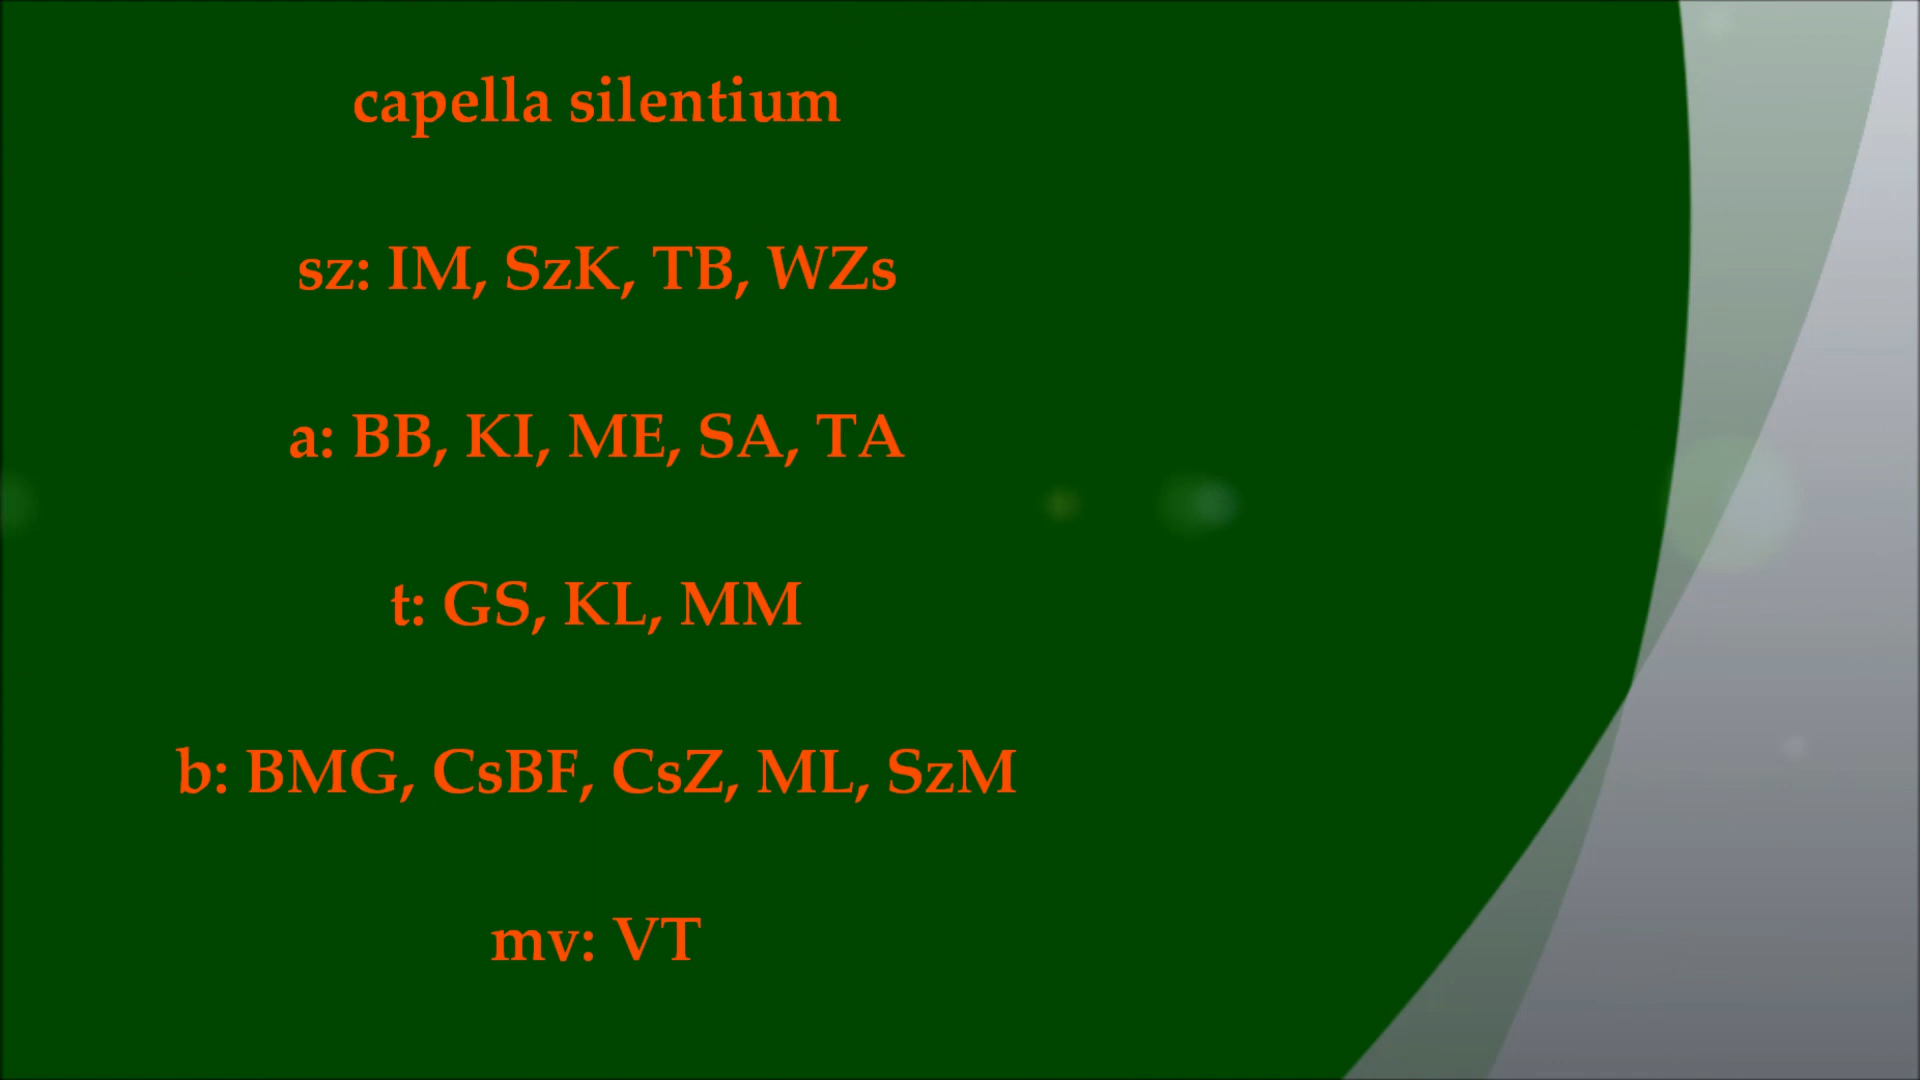 capella silentium
sz: IM, SzK, TB, WZs
a: BB, KI, ME, SA, TA
t: GS, KL, MM
b: BMG, CsBF, CsZ, ML, SzM
mv: VT